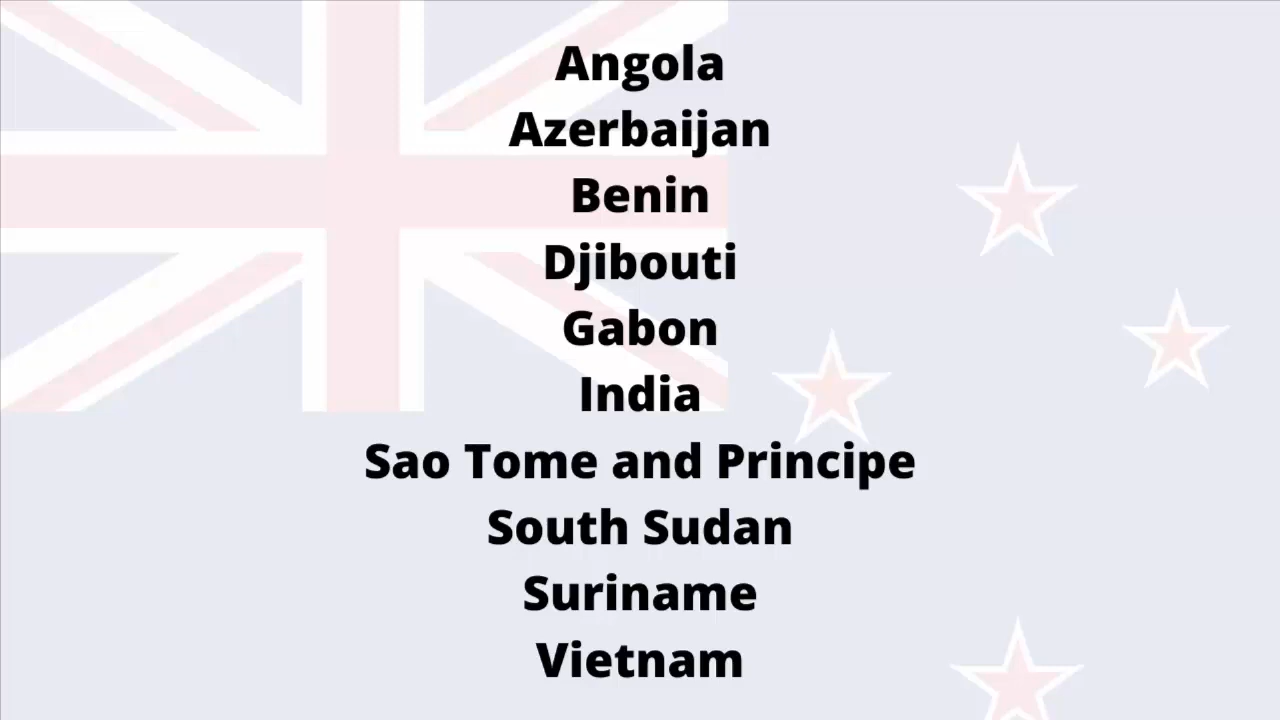 Angola
Azerbaijan
Benin
Djibouti
Gabon
India
Sao Tome and Principe
South Sudan
Suriname
Vietnam